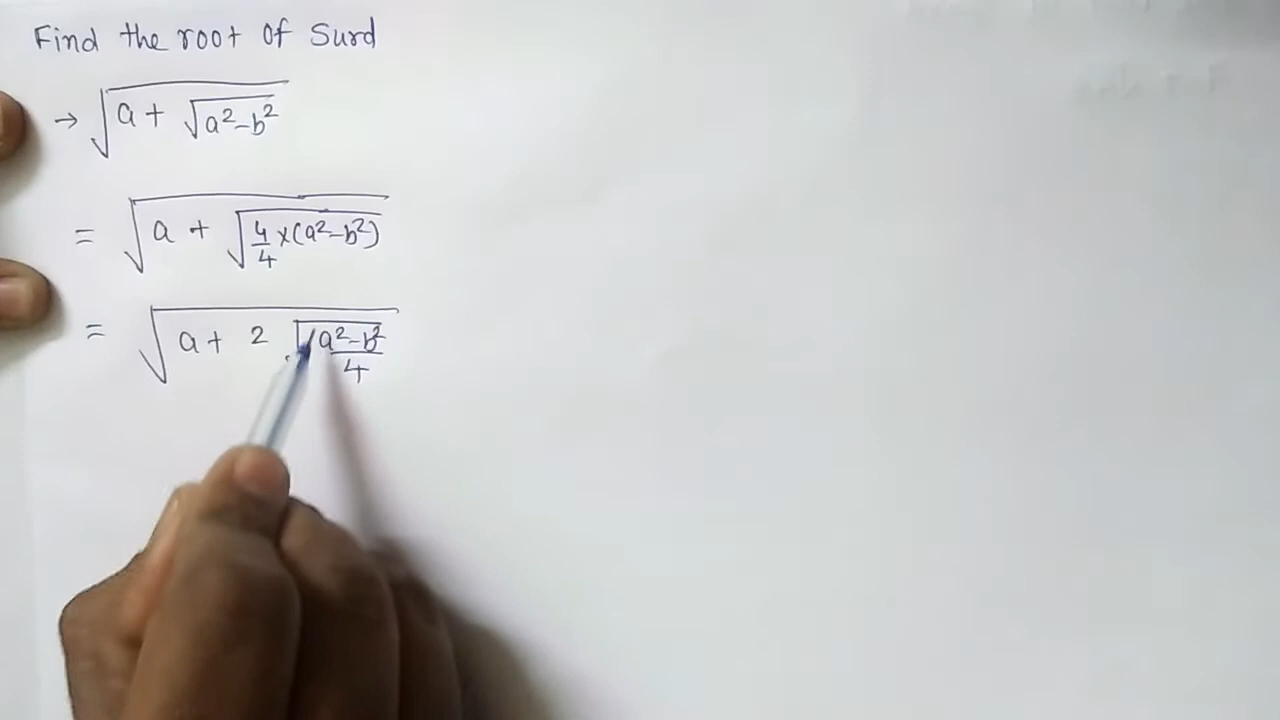 Find the root of Surd
→ √(a + √(a²-b²))
= √(a + √(4/4 ×(a²-b²)))
= √(a + 2 √((a²-b²)/4))